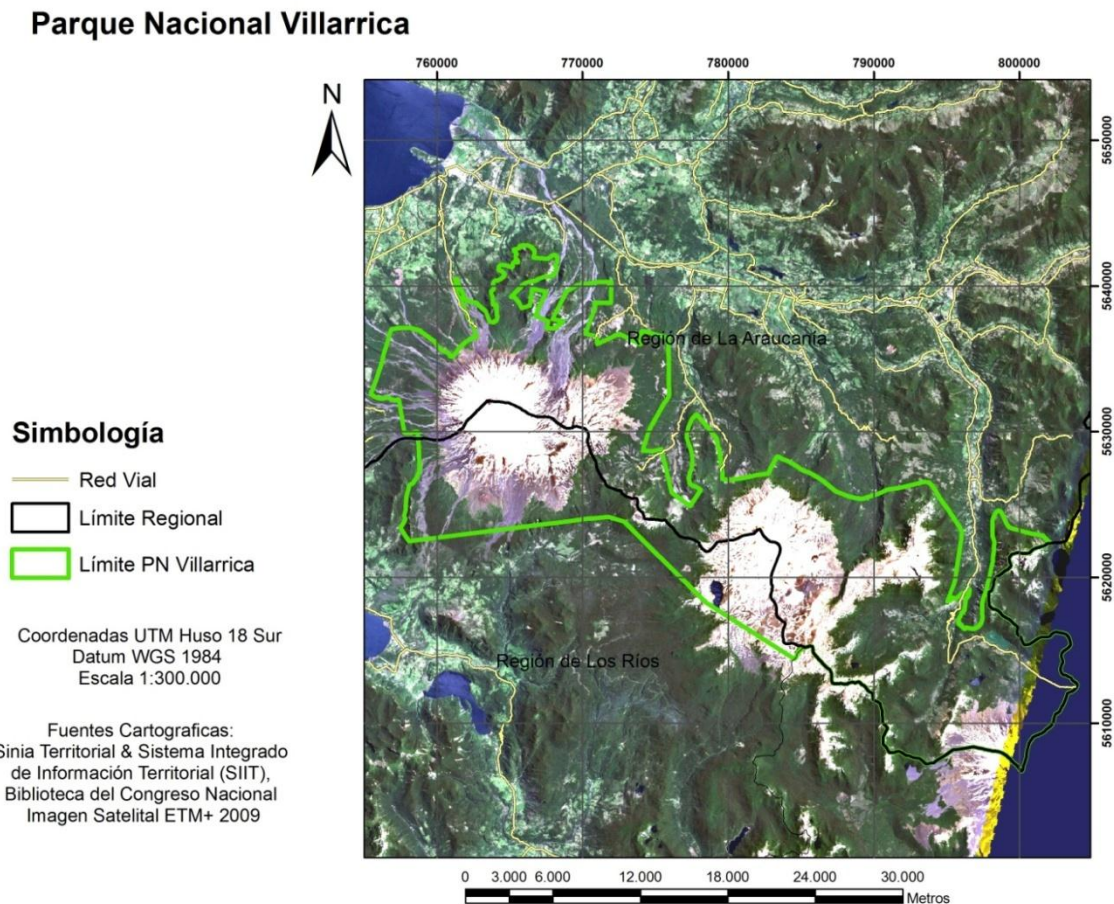 Parque Nacional Villarrica
760000 770000 780000 790000 800000
N
5650000
5640000
Región de La Araucanía
5630000
5620000
Región de Los Ríos
5610000
Simbología
Red Vial
Límite Regional
Límite PN Villarrica
Coordenadas UTM Huso 18 Sur
Datum WGS 1984
Escala 1:300.000
Fuentes Cartograficas:
Sinia Territorial & Sistema Integrado
de Información Territorial (SIIT),
Biblioteca del Congreso Nacional
Imagen Satelital ETM+ 2009
0 3.000 6.000 12.000 18.000 24.000 30.000
Metros